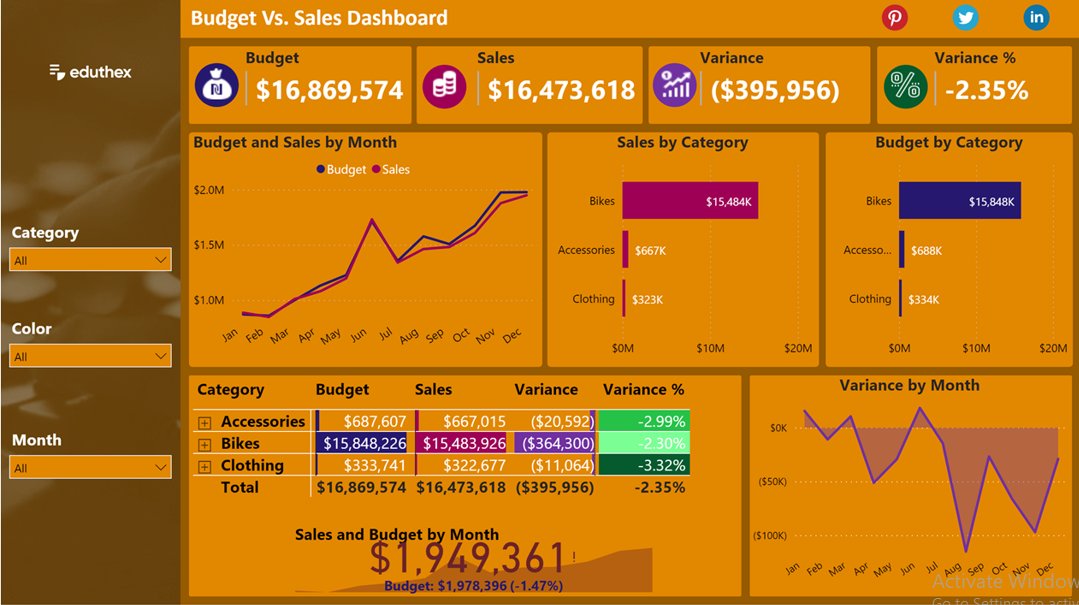 Budget Vs. Sales Dashboard
in
eduthex
Budget
$16,869,574
Sales
$16,473,618
Variance
($395,956)
Variance %
-2.35%
Category
All
Color
All
Month
All
Budget and Sales by Month
Budget Sales
$2.0M
$1.5M
$1.0M
Jan Feb Mar Apr May Jun Jul Aug Sep Oct Nov Dec
Sales by Category
Bikes $15,484K
Accessories $667K
Clothing $323K
$0M $10M $20M
Budget by Category
Bikes $15,848K
Accesso... $688K
Clothing $334K
$0M $10M $20M
Category Budget Sales Variance Variance %
Accessories $687,607 $667,015 ($20,592) -2.99%
Bikes $15,848,226 $15,483,926 ($364,300) -2.30%
Clothing $333,741 $322,677 ($11,064) -3.32%
Total $16,869,574 $16,473,618 ($395,956) -2.35%
Sales and Budget by Month
$1,949,361!
Budget: $1,978,396 (-1.47%)
Variance by Month
$0K
($50K)
($100K)
Jan Feb Mar Apr May Jun Jul Aug Sep Oct Nov Dec
Activate Window
Go to Settings to activ